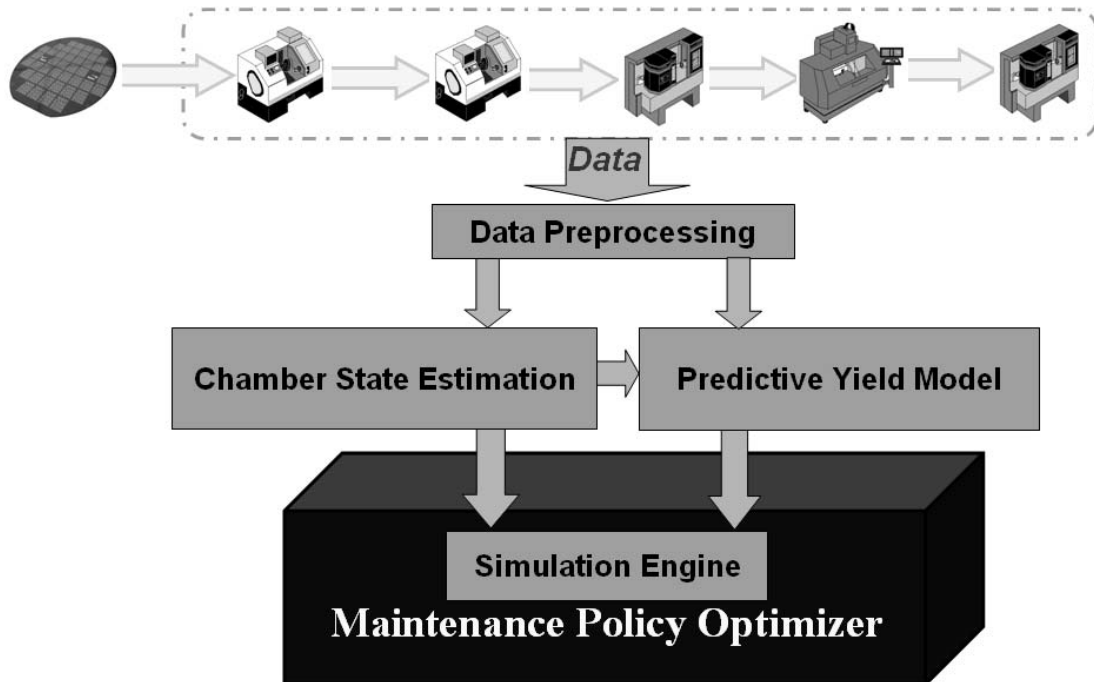 Data
Data Preprocessing
Chamber State Estimation
Predictive Yield Model
Simulation Engine
Maintenance Policy Optimizer